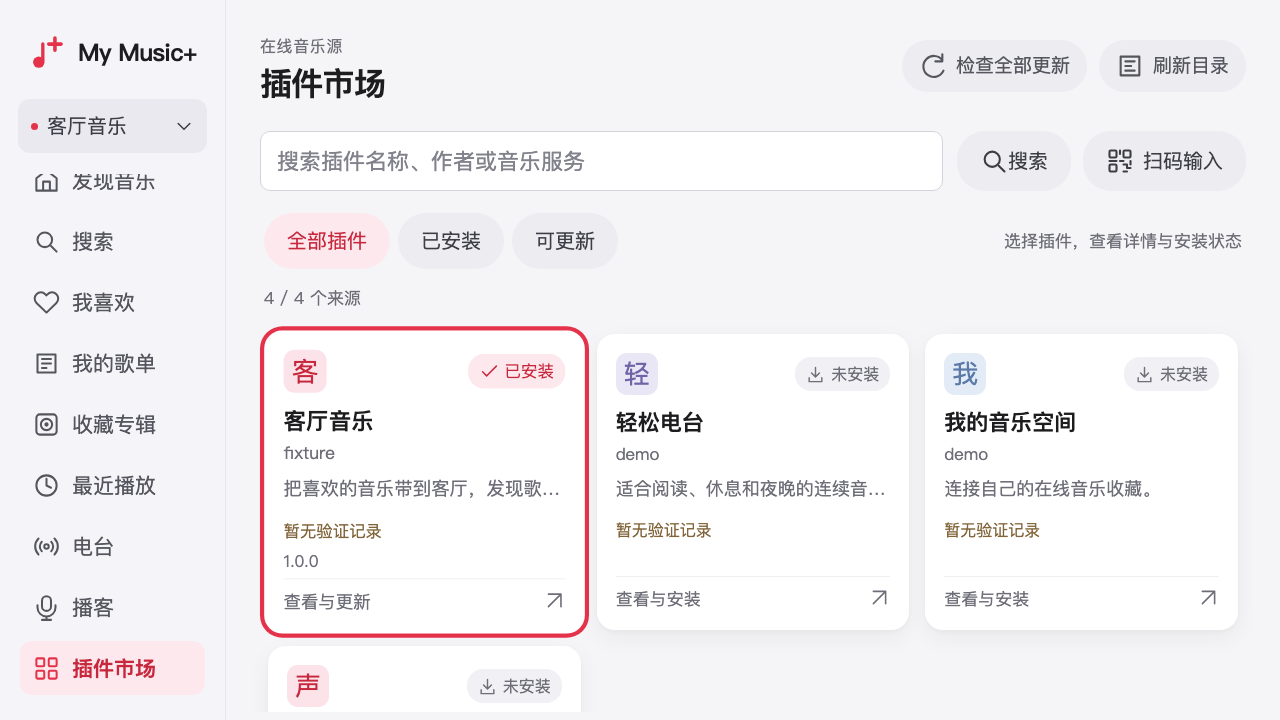 My Music+
客厅音乐
发现音乐
搜索
我喜欢
我的歌单
收藏专辑
最近播放
电台
播客
插件市场
在线音乐源
插件市场
检查全部更新
刷新目录
搜索插件名称、作者或音乐服务
搜索
扫码输入
全部插件
已安装
可更新
选择插件，查看详情与安装状态
4 / 4 个来源
客
已安装
客厅音乐
fixture
把喜欢的音乐带到客厅，发现歌…
暂无验证记录
1.0.0
查看与更新
轻
未安装
轻松电台
demo
适合阅读、休息和夜晚的连续音…
暂无验证记录
查看与安装
我
未安装
我的音乐空间
demo
连接自己的在线音乐收藏。
暂无验证记录
查看与安装
声
未安装